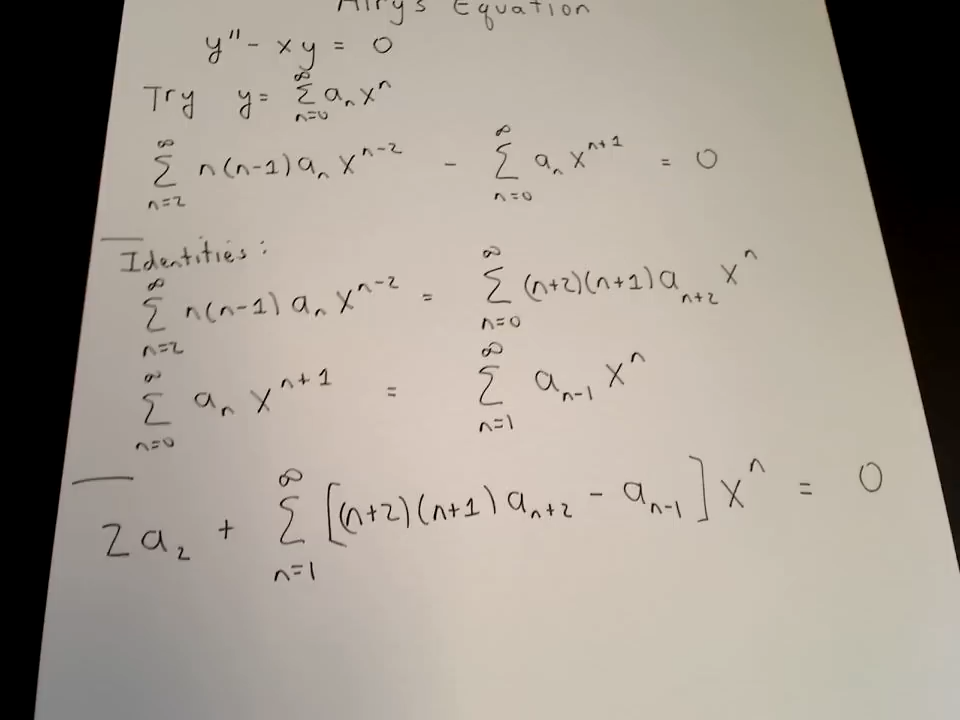 Airy's Equation
y'' - xy = 0
Try y = ∑_{n=0}^{∞} a_n x^n
∑_{n=2}^{∞} n(n-1) a_n x^{n-2} - ∑_{n=0}^{∞} a_n x^{n+1} = 0
Identities:
∑_{n=2}^{∞} n(n-1) a_n x^{n-2} = ∑_{n=0}^{∞} (n+2)(n+1) a_{n+2} x^n
∑_{n=0}^{∞} a_n x^{n+1} = ∑_{n=1}^{∞} a_{n-1} x^n
2a_2 + ∑_{n=1}^{∞} [(n+2)(n+1) a_{n+2} - a_{n-1}] x^n = 0